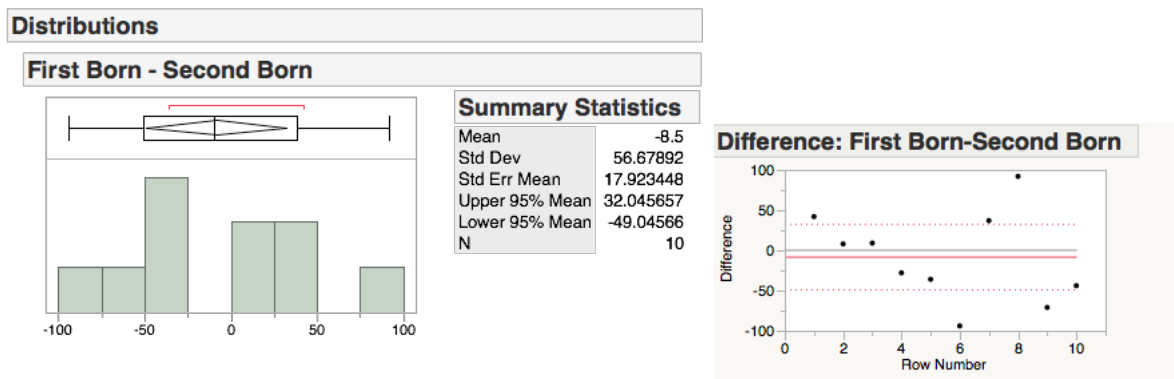 Distributions
First Born - Second Born
-100 -50 0 50 100
Summary Statistics
Mean -8.5
Std Dev 56.67892
Std Err Mean 17.923448
Upper 95% Mean 32.045657
Lower 95% Mean -49.04566
N 10
Difference: First Born-Second Born
Difference
100
50
0
-50
-100
0 2 4 6 8 10
Row Number